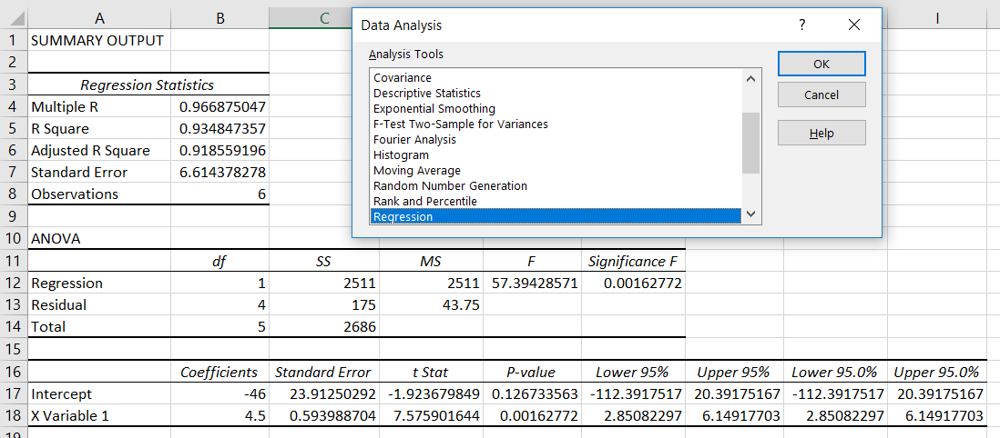 A B C I
1 SUMMARY OUTPUT
2
3 Regression Statistics
4 Multiple R 0.966875047
5 R Square 0.934847357
6 Adjusted R Square 0.918559196
7 Standard Error 6.614378278
8 Observations 6
9
Data Analysis ? ×
Analysis Tools
Covariance
Descriptive Statistics
Exponential Smoothing
F-Test Two-Sample for Variances
Fourier Analysis
Histogram
Moving Average
Random Number Generation
Rank and Percentile
Regression
OK
Cancel
Help
10 ANOVA
11 df SS MS F Significance F
12 Regression 1 2511 2511 57.39428571 0.00162772
13 Residual 4 175 43.75
14 Total 5 2686
15
16 Coefficients Standard Error t Stat P-value Lower 95% Upper 95% Lower 95.0% Upper 95.0%
17 Intercept -46 23.91250292 -1.923679849 0.126733563 -112.3917517 20.39175167 -112.3917517 20.39175167
18 X Variable 1 4.5 0.593988704 7.575901644 0.00162772 2.85082297 6.14917703 2.85082297 6.14917703
19